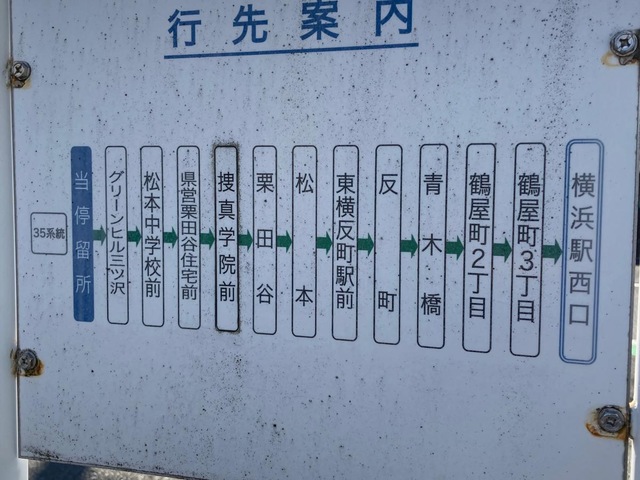 行先案内
35系統
当停留所
グリーンヒル三ツ沢
松本中学校前
県営栗田谷住宅前
捜真学院前
栗田谷
松本
東横反町駅前
反町
青木橋
鶴屋町2丁目
鶴屋町3丁目
横浜駅西口